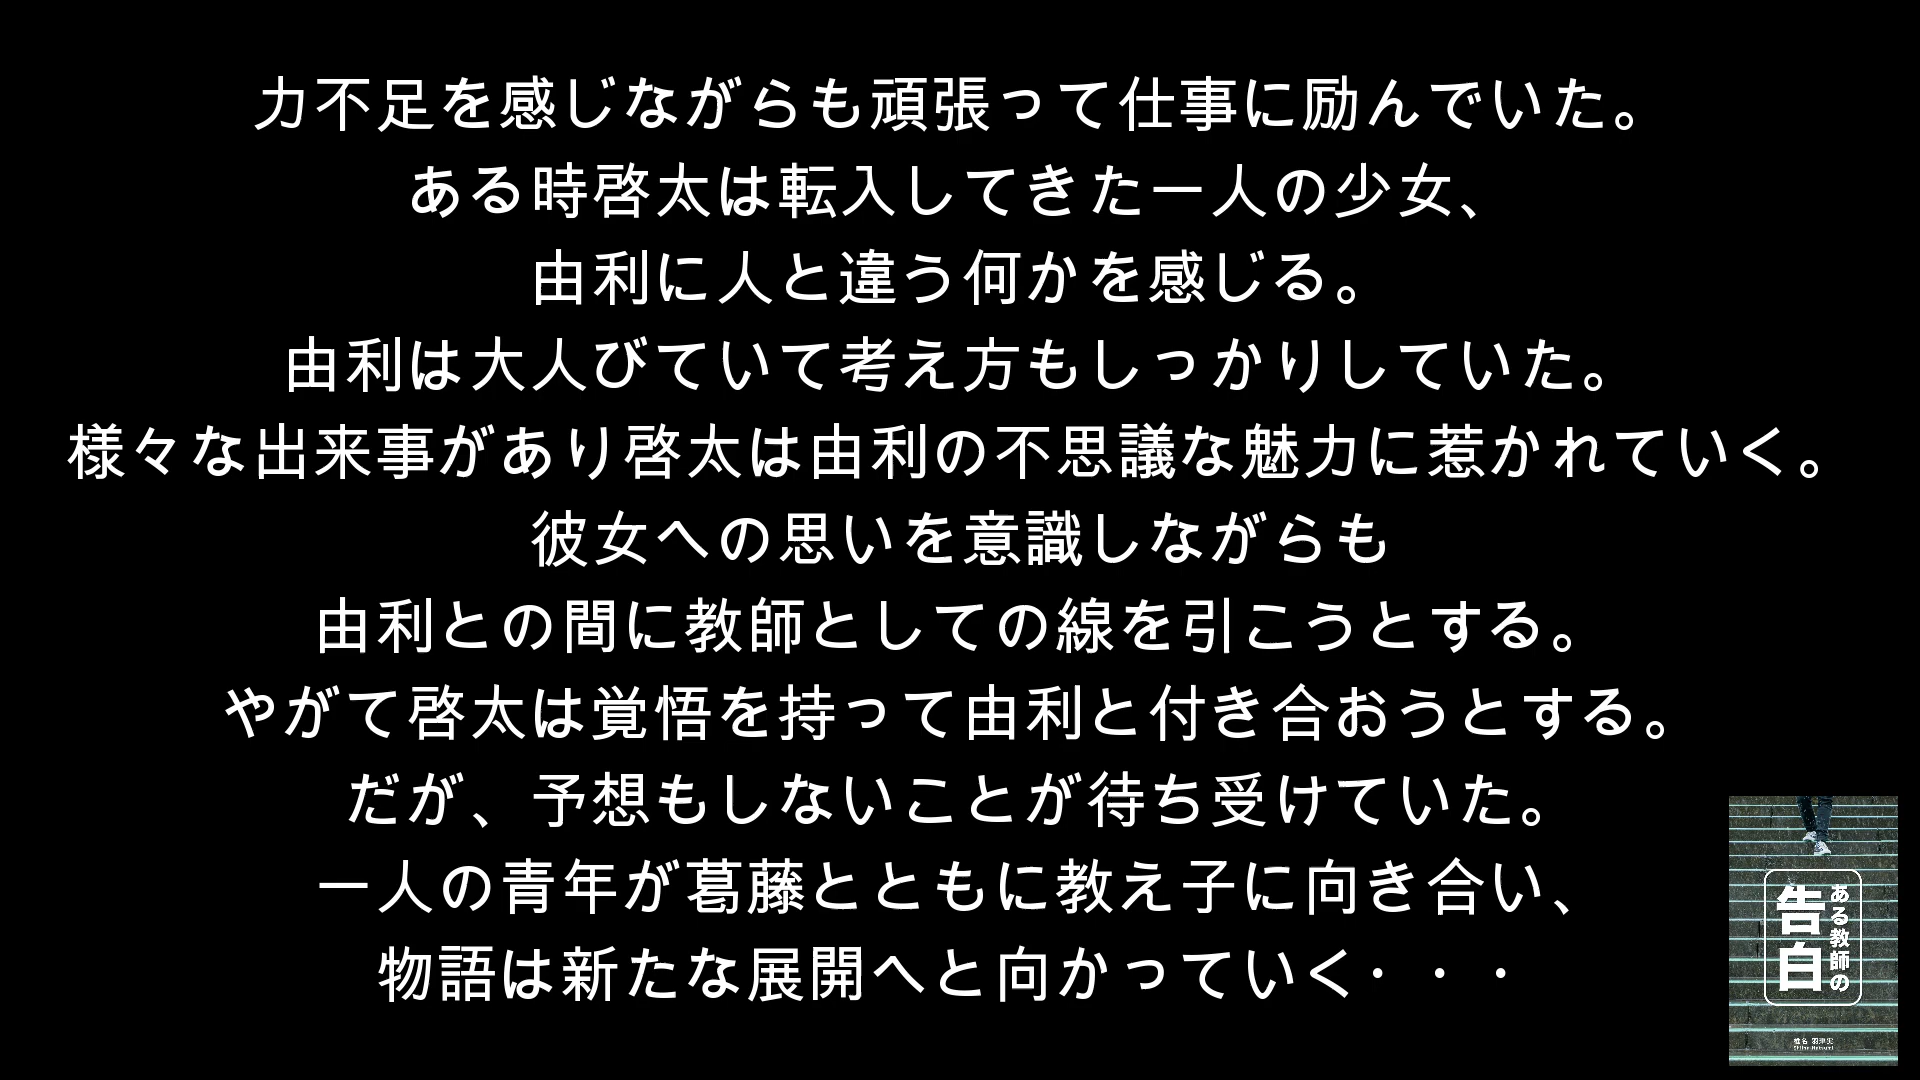 力不足を感じながらも頑張って仕事に励んでいた。
ある時啓太は転入してきた一人の少女、
由利に人と違う何かを感じる。
由利は大人びていて考え方もしっかりしていた。
様々な出来事があり啓太は由利の不思議な魅力に惹かれていく。
彼女への思いを意識しながらも
由利との間に教師としての線を引こうとする。
やがて啓太は覚悟を持って由利と付き合おうとする。
だが、予想もしないことが待ち受けていた。
一人の青年が葛藤とともに教え子に向き合い、
物語は新たな展開へと向かっていく・・・
ある教師の
告白